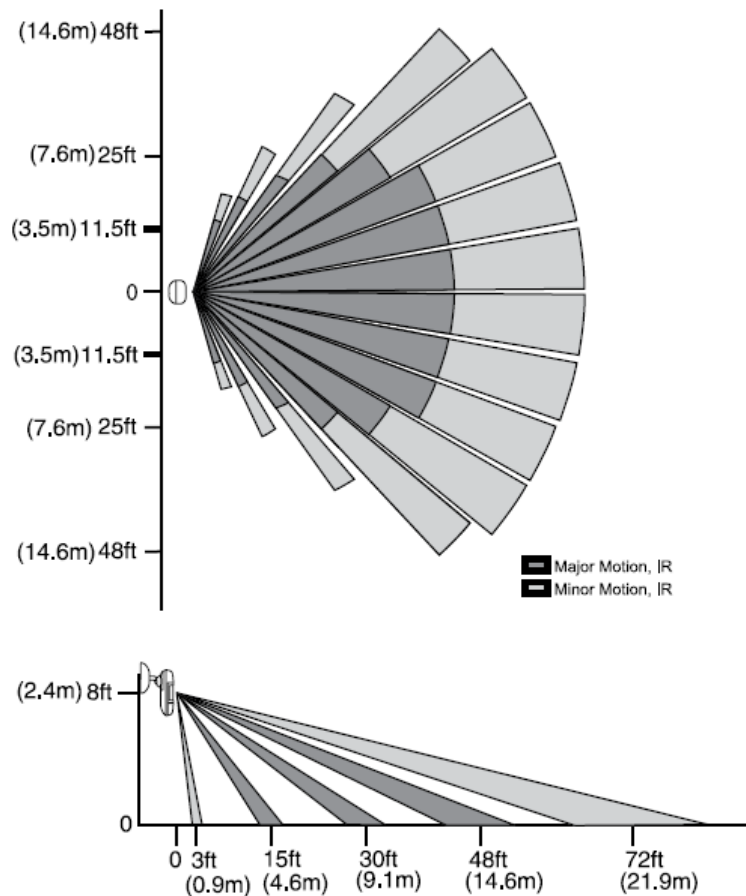 (14.6m) 48ft
(7.6m) 25ft
(3.5m) 11.5ft
0
(3.5m) 11.5ft
(7.6m) 25ft
(14.6m) 48ft
Major Motion, IR
Minor Motion, IR
(2.4m) 8ft
0
0 3ft 15ft 30ft 48ft 72ft
(0.9m) (4.6m) (9.1m) (14.6m) (21.9m)